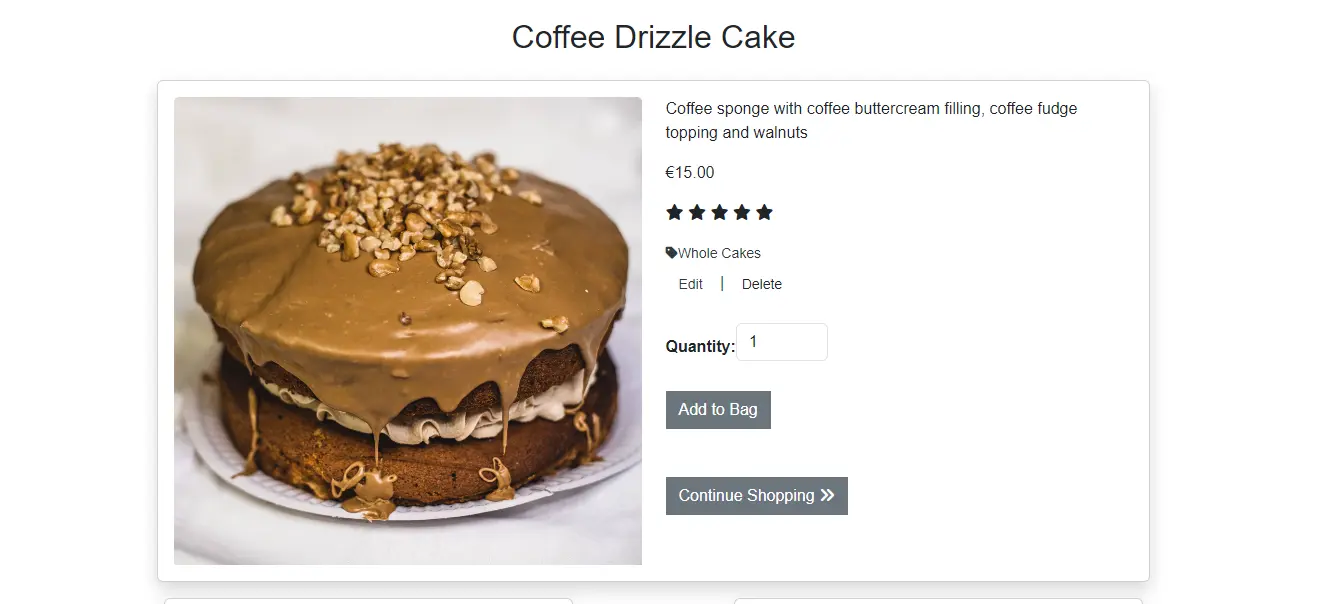 Coffee Drizzle Cake
Coffee sponge with coffee buttercream filling, coffee fudge
topping and walnuts
€15.00
Whole Cakes
Edit | Delete
Quantity: 1
Add to Bag
Continue Shopping »